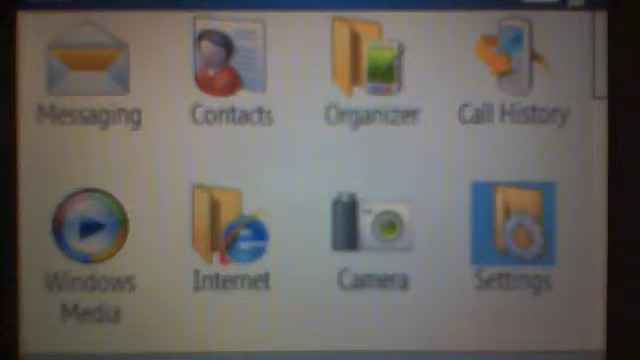 Messaging
Contacts
Organizer
Call History
Windows
Media
Internet
Camera
Settings